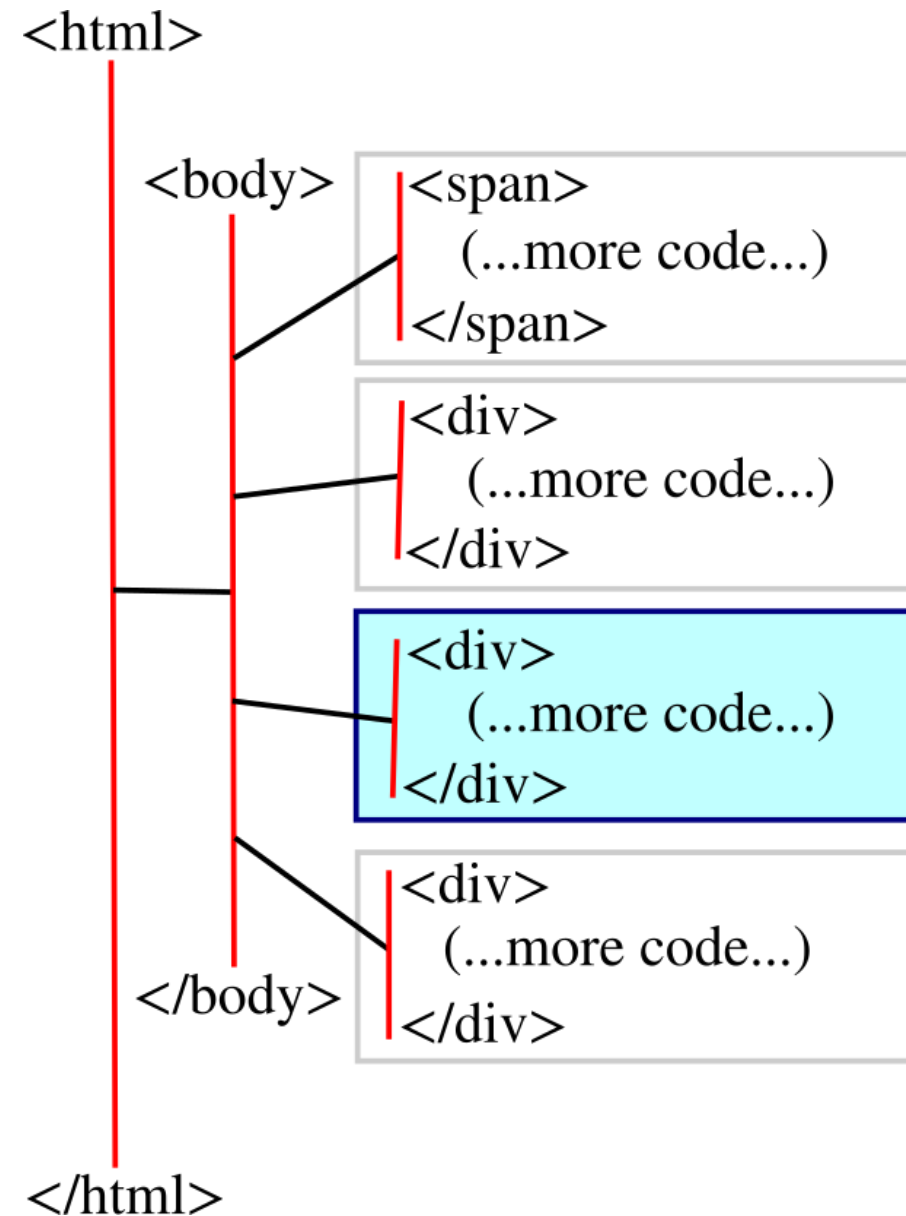 <html>
<body>
<span>
(...more code...)
</span>
<div>
(...more code...)
</div>
<div>
(...more code...)
</div>
<div>
(...more code...)
</div>
</body>
</html>